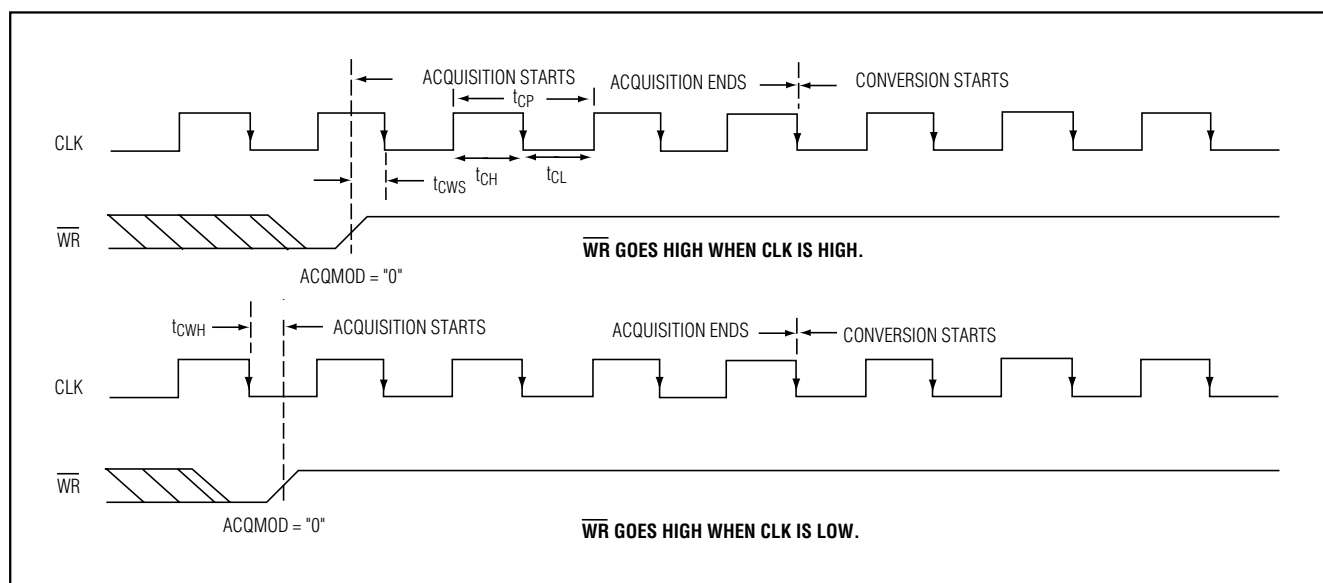 ACQUISITION STARTS
ACQUISITION ENDS
CONVERSION STARTS
tCP
CLK
tCWS
tCH
tCL
WR
WR GOES HIGH WHEN CLK IS HIGH.
ACQMOD = "0"
tCWH
ACQUISITION STARTS
ACQUISITION ENDS
CONVERSION STARTS
CLK
WR
ACQMOD = "0"
WR GOES HIGH WHEN CLK IS LOW.